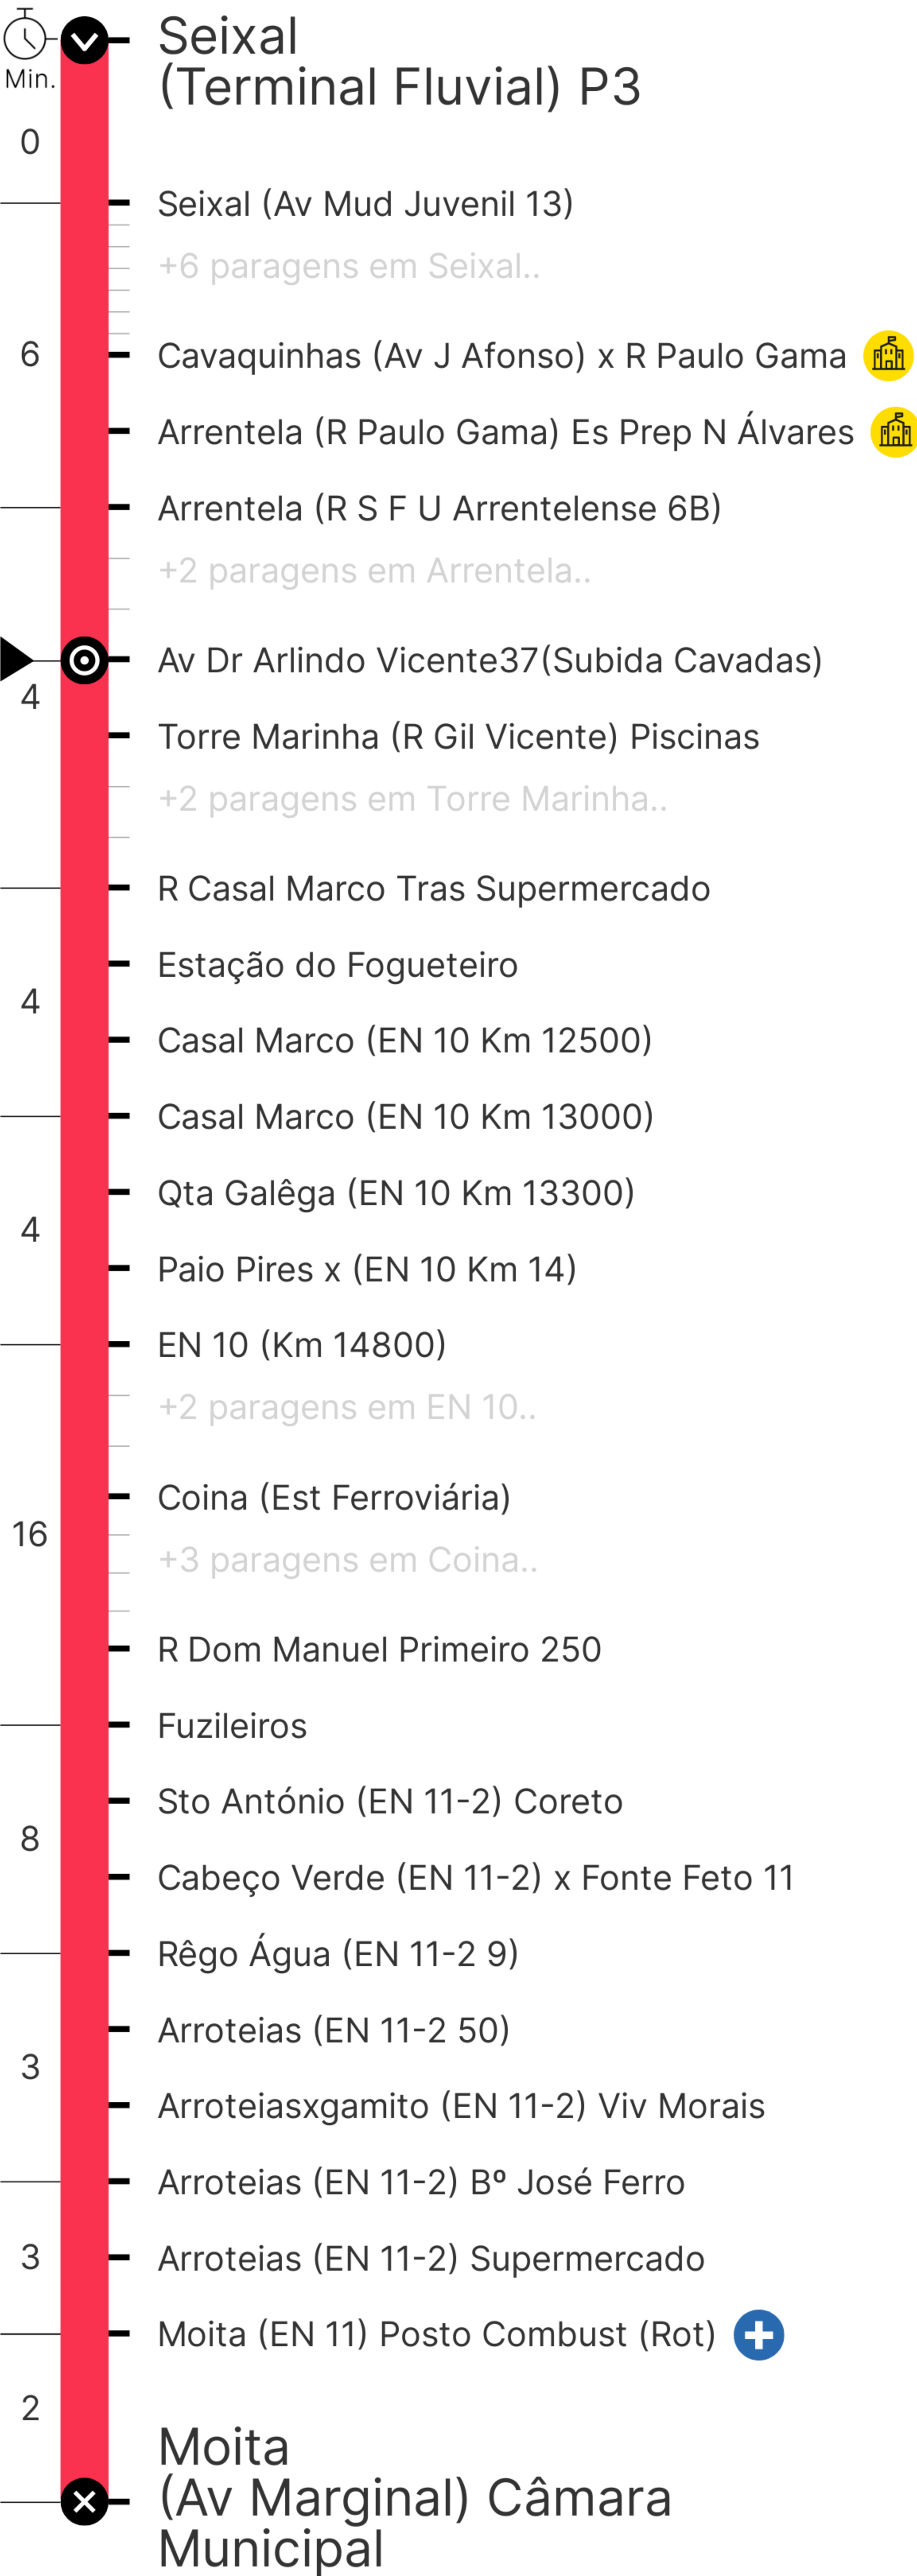 Seixal
(Terminal Fluvial) P3
Min.
0
Seixal (Av Mud Juvenil 13)
+6 paragens em Seixal..
6
Cavaquinhas (Av J Afonso) x R Paulo Gama
Arrentela (R Paulo Gama) Es Prep N Álvares
Arrentela (R S F U Arrentelense 6B)
+2 paragens em Arrentela..
Av Dr Arlindo Vicente37(Subida Cavadas)
4
Torre Marinha (R Gil Vicente) Piscinas
+2 paragens em Torre Marinha..
R Casal Marco Tras Supermercado
Estação do Fogueteiro
4
Casal Marco (EN 10 Km 12500)
Casal Marco (EN 10 Km 13000)
Qta Galêga (EN 10 Km 13300)
4
Paio Pires x (EN 10 Km 14)
EN 10 (Km 14800)
+2 paragens em EN 10..
Coina (Est Ferroviária)
16
+3 paragens em Coina..
R Dom Manuel Primeiro 250
Fuzileiros
Sto António (EN 11-2) Coreto
8
Cabeço Verde (EN 11-2) x Fonte Feto 11
Rêgo Água (EN 11-2 9)
Arroteias (EN 11-2 50)
3
Arroteiasxgamito (EN 11-2) Viv Morais
Arroteias (EN 11-2) Bº José Ferro
3
Arroteias (EN 11-2) Supermercado
Moita (EN 11) Posto Combust (Rot)
2
Moita
(Av Marginal) Câmara
Municipal